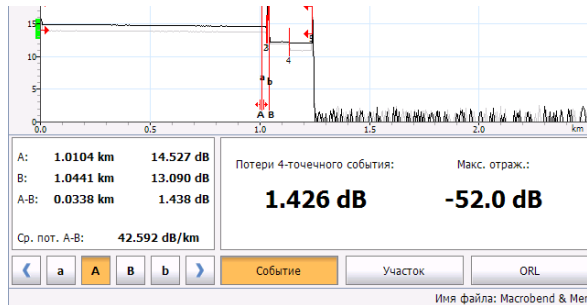 15
10
5
0
2
4
5
a
b
A
B
0.0 0.5 1.0 1.5 2.0 km
A: 1.0104 km 14.527 dB
B: 1.0441 km 13.090 dB
A-B: 0.0338 km 1.438 dB
Ср. пот. A-B: 42.592 dB/km
Потери 4-точечного события: Макс. отраж.:
1.426 dB -52.0 dB
a A B b Событие Участок ORL
Имя файла: Macrobend &